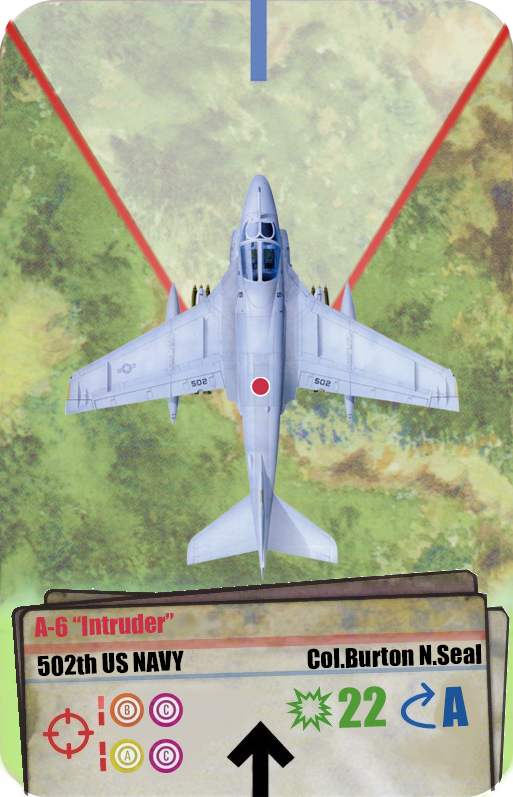 502 502
A-6 “Intruder”
502th US NAVY
Col.Burton N.Seal
B C
22 A
A C